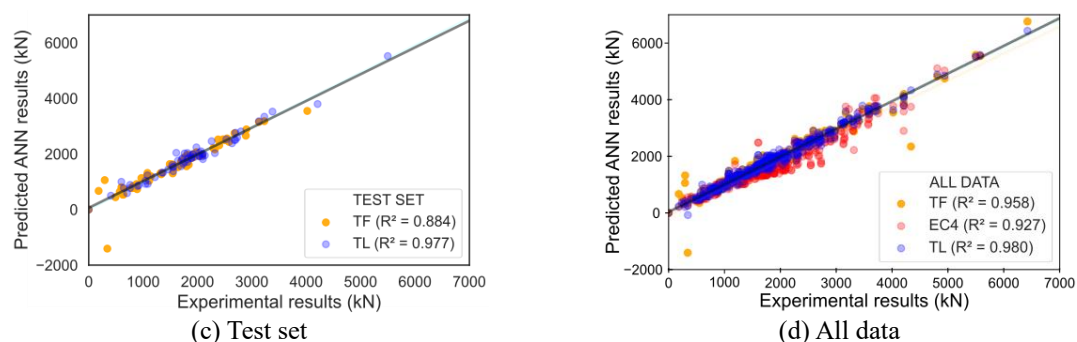 Predicted ANN results (kN)
6000
4000
2000
0
−2000
0
1000
2000
3000
4000
5000
6000
7000
Experimental results (kN)
TEST SET
TF (R² = 0.884)
TL (R² = 0.977)
(c) Test set
Predicted ANN results (kN)
6000
4000
2000
0
−2000
0
1000
2000
3000
4000
5000
6000
7000
Experimental results (kN)
ALL DATA
TF (R² = 0.958)
EC4 (R² = 0.927)
TL (R² = 0.980)
(d) All data